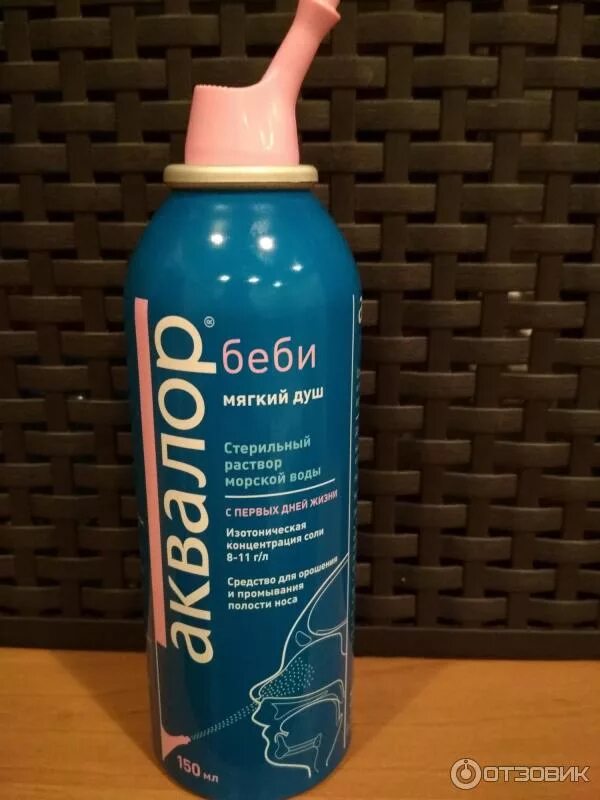 аквалор®
беби
мягкий душ
Стерильный
раствор
морской воды
С ПЕРВЫХ ДНЕЙ ЖИЗНИ
Изотоническая
концентрация соли
8-11 г/л
Средство для орошения
и промывания
полости носа
150 мл
ОТЗОВИК